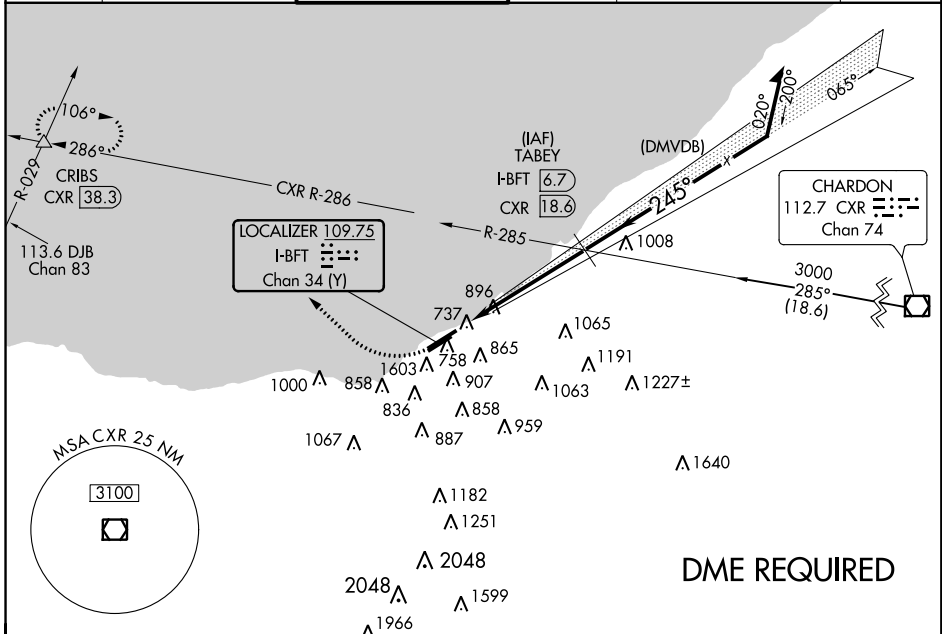 106°
286°
R-029
CRIBS
CXR 38.3
113.6 DJB
Chan 83
CXR R-286
(IAF)
TABEY
I-BFT 6.7
CXR 18.6
(DMVDB)
020°
200°
065°
245°
x
R-285
LOCALIZER 109.75
I-BFT
Chan 34 (Y)
CHARDON
112.7 CXR
Chan 74
3000
285°
(18.6)
1008
896
737
1065
758
865
1603
1191
1000
858
907
1063
1227±
836
858
887
959
1067
1640
MSA CXR 25 NM
3100
1182
1251
2048
2048
1599
1966
DME REQUIRED